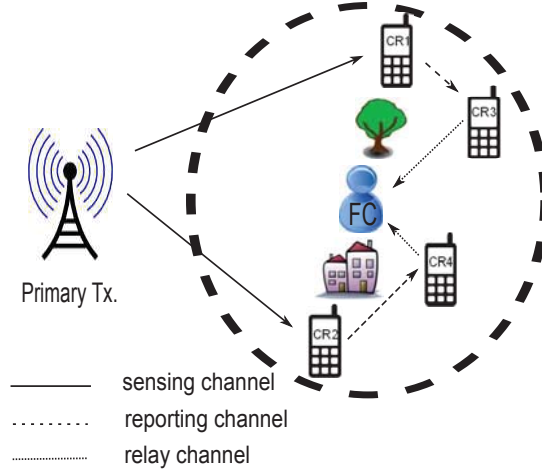 CR1
CR3
FC
CR4
Primary Tx.
CR2
sensing channel
reporting channel
relay channel